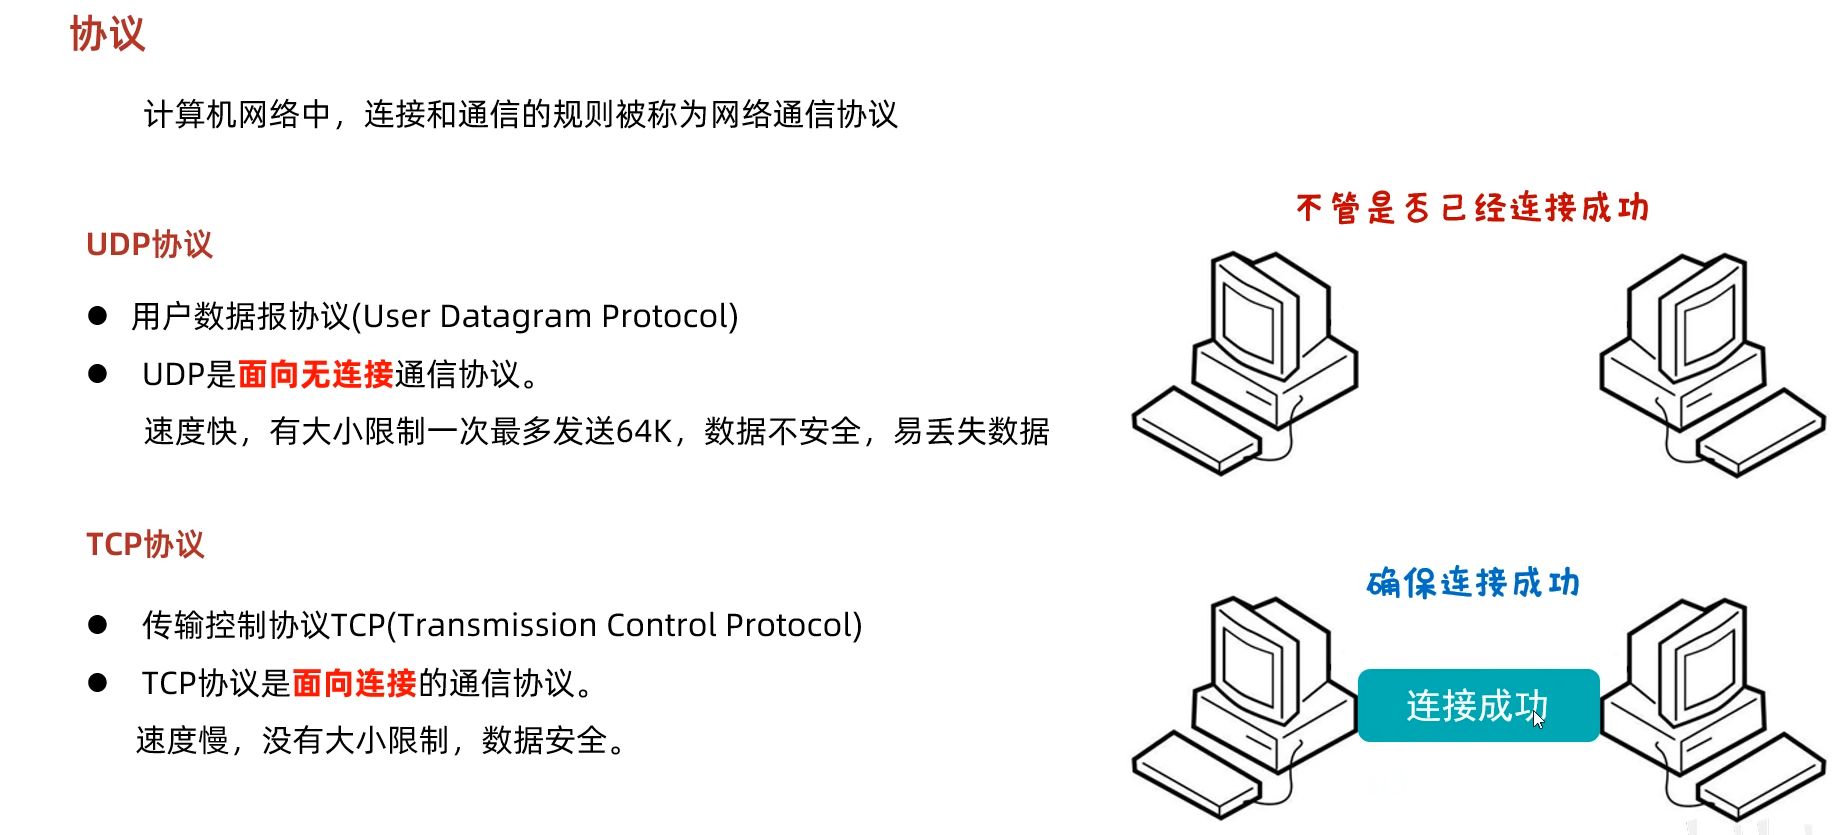 协议
计算机网络中，连接和通信的规则被称为网络通信协议
不管是否已经连接成功
UDP协议
● 用户数据报协议(User Datagram Protocol)
● UDP是面向无连接通信协议。
速度快，有大小限制一次最多发送64K，数据不安全，易丢失数据
TCP协议
确保连接成功
● 传输控制协议TCP(Transmission Control Protocol)
● TCP协议是面向连接的通信协议。
连接成功
速度慢，没有大小限制，数据安全。